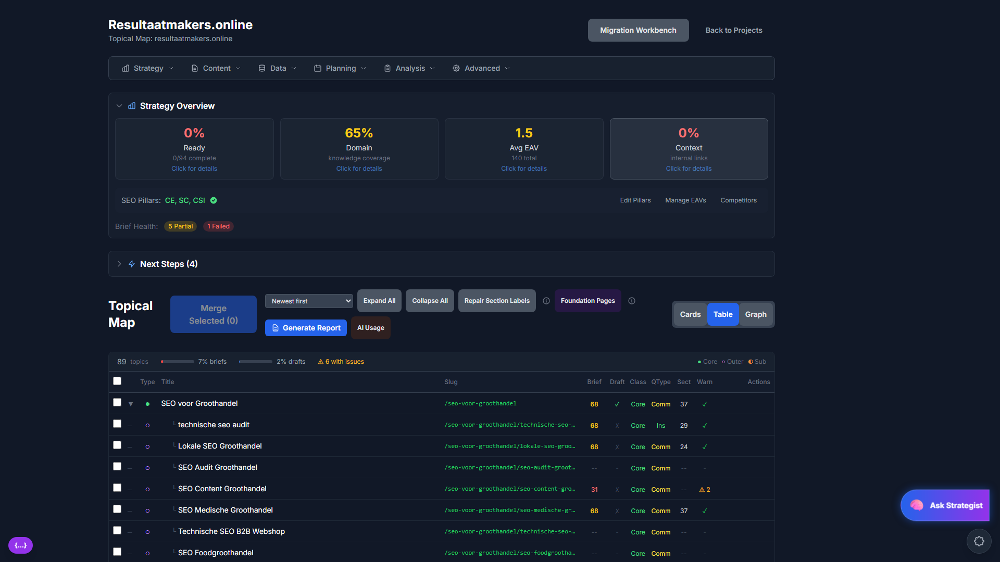 Resultaatmakers.online
Topical Map: resultaatmakers.online
Migration Workbench
Back to Projects
Strategy
Content
Data
Planning
Analysis
Advanced
Strategy Overview
0%
Ready
0/94 complete
Click for details
65%
Domain
knowledge coverage
Click for details
1.5
Avg EAV
140 total
Click for details
0%
Context
internal links
Click for details
SEO Pillars: CE, SC, CSI
Edit Pillars
Manage EAVs
Competitors
Brief Health: 5 Partial 1 Failed
Next Steps (4)
Topical
Map
Merge
Selected (0)
Newest first
Expand All
Collapse All
Repair Section Labels
Foundation Pages
Generate Report
AI Usage
Cards
Table
Graph
89 topics 7% briefs 2% drafts 6 with issues Core Outer Sub
Type Title Slug Brief Draft Class QType Sect Warn Actions
SEO voor Groothandel /seo-voor-groothandel 68 ✓ Core Comm 37 ✓
└ technische seo audit /seo-voor-groothandel/technische-seo-… 68 ✗ Core Ins 29 ✓
└ Lokale SEO Groothandel /seo-voor-groothandel/lokale-seo-groo… 68 ✗ Core Comm 24 ✓
└ SEO Audit Groothandel /seo-voor-groothandel/seo-audit-groot… -- - Core Comm -- -
└ SEO Content Groothandel /seo-voor-groothandel/seo-content-gro… 31 ✗ Core Comm -- ⚠ 2
└ SEO Medische Groothandel /seo-voor-groothandel/seo-medische-gr… 68 ✗ Core Comm 37 ✓
└ Technische SEO B2B Webshop /seo-voor-groothandel/technische-seo-… -- - Core Comm -- -
└ SEO Foodgroothandel /seo-voor-groothandel/seo-foodgrootha… -- - Core Comm -- -
Ask Strategist
{...}